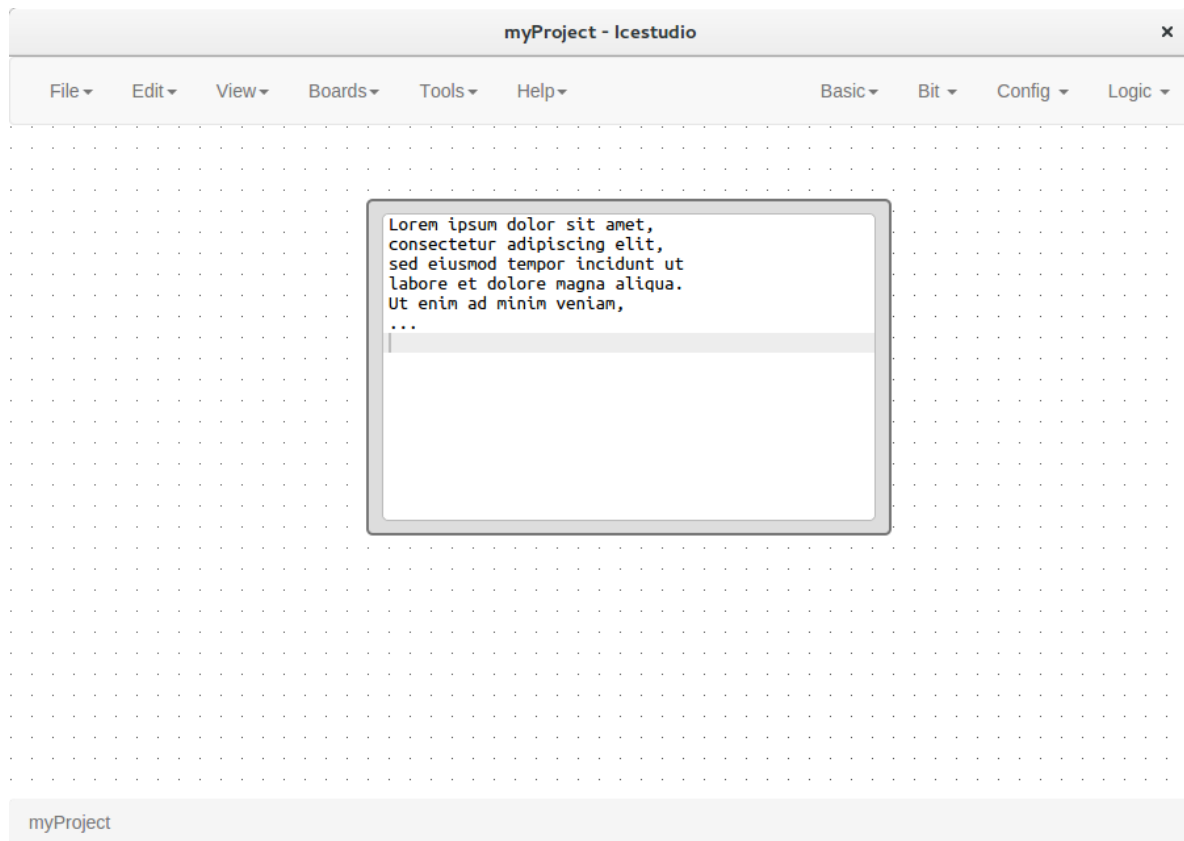 myProject - Icestudio ×
File Edit View Boards Tools Help Basic Bit Config Logic
Lorem ipsum dolor sit amet,
consectetur adipiscing elit,
sed eiusmod tempor incidunt ut
labore et dolore magna aliqua.
Ut enim ad minim veniam,
...
myProject